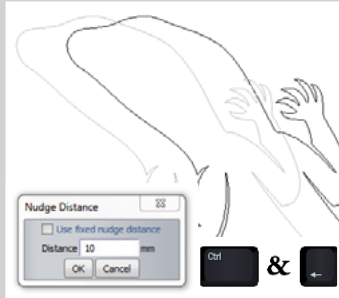 Nudge Distance
Use fixed nudge distance
Distance 10 mm
OK Cancel
Ctrl & ←